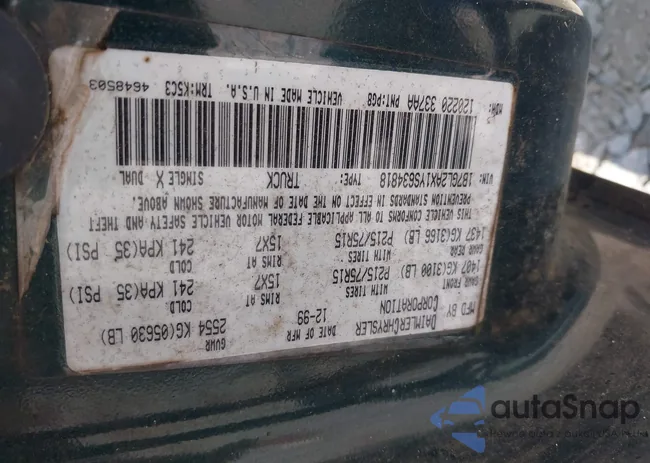 MFD BY DAIMLERCHRYSLER CORPORATION
DATE OF MFR 12-99
GVWR 2554 KG(05630 LB)
GAWR FRONT WITH TIRES RIMS AT COLD
1407 KG(3100 LB) P215/75R15 15X7 241 KPA(35 PSI)
GAWR REAR WITH TIRES RIMS AT COLD
1437 KG(3166 LB) P215/75R15 15X7 241 KPA(35 PSI)
THIS VEHICLE CONFORMS TO ALL APPLICABLE FEDERAL MOTOR VEHICLE SAFETY AND THEFT
PREVENTION STANDARDS IN EFFECT ON THE DATE OF MANUFACTURE SHOWN ABOVE.
VIN: 1B7GL2AX1YS634818 TYPE: TRUCK SINGLE X DUAL
MDH: 120220 337AA PNT:PG8 VEHICLE MADE IN U.S.A. TRM:K5C3 4648503
autoSnap